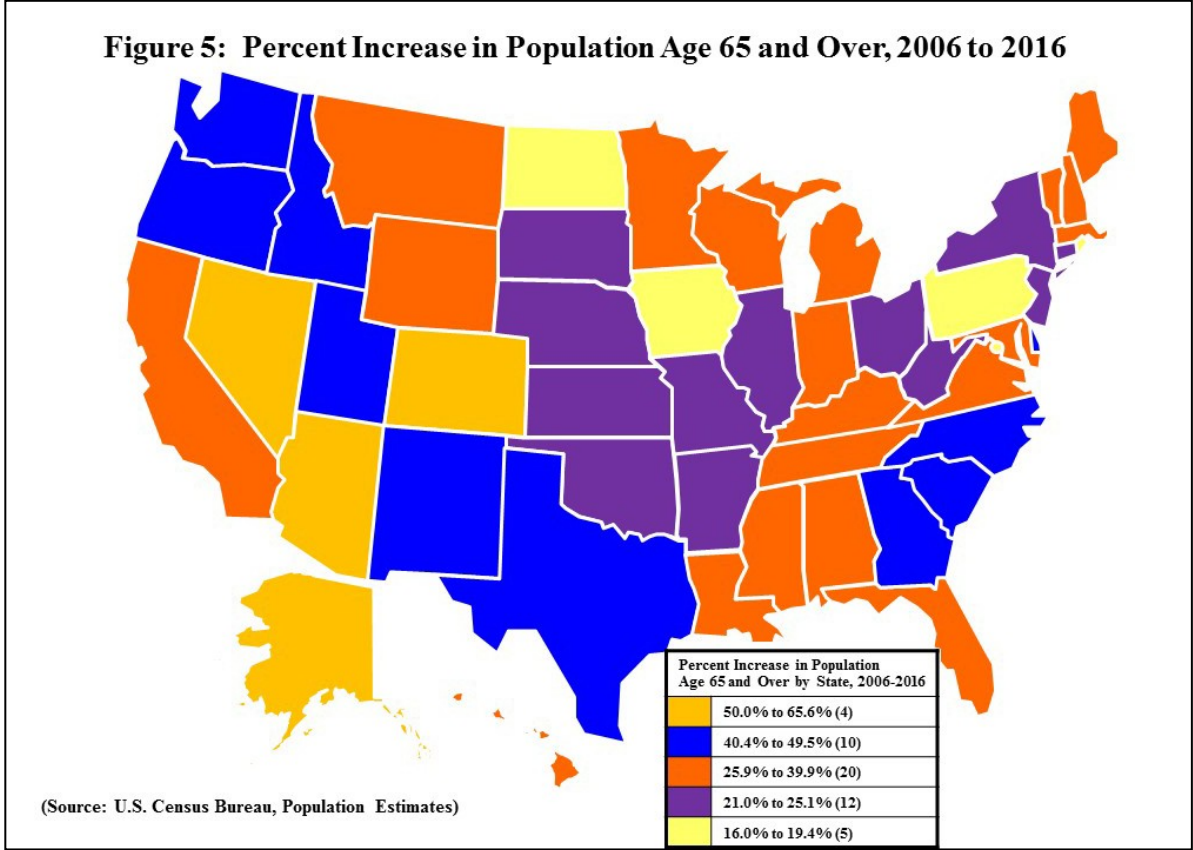 Figure 5: Percent Increase in Population Age 65 and Over, 2006 to 2016
Percent Increase in Population
Age 65 and Over by State, 2006-2016
50.0% to 65.6% (4)
40.4% to 49.5% (10)
25.9% to 39.9% (20)
21.0% to 25.1% (12)
16.0% to 19.4% (5)
(Source: U.S. Census Bureau, Population Estimates)